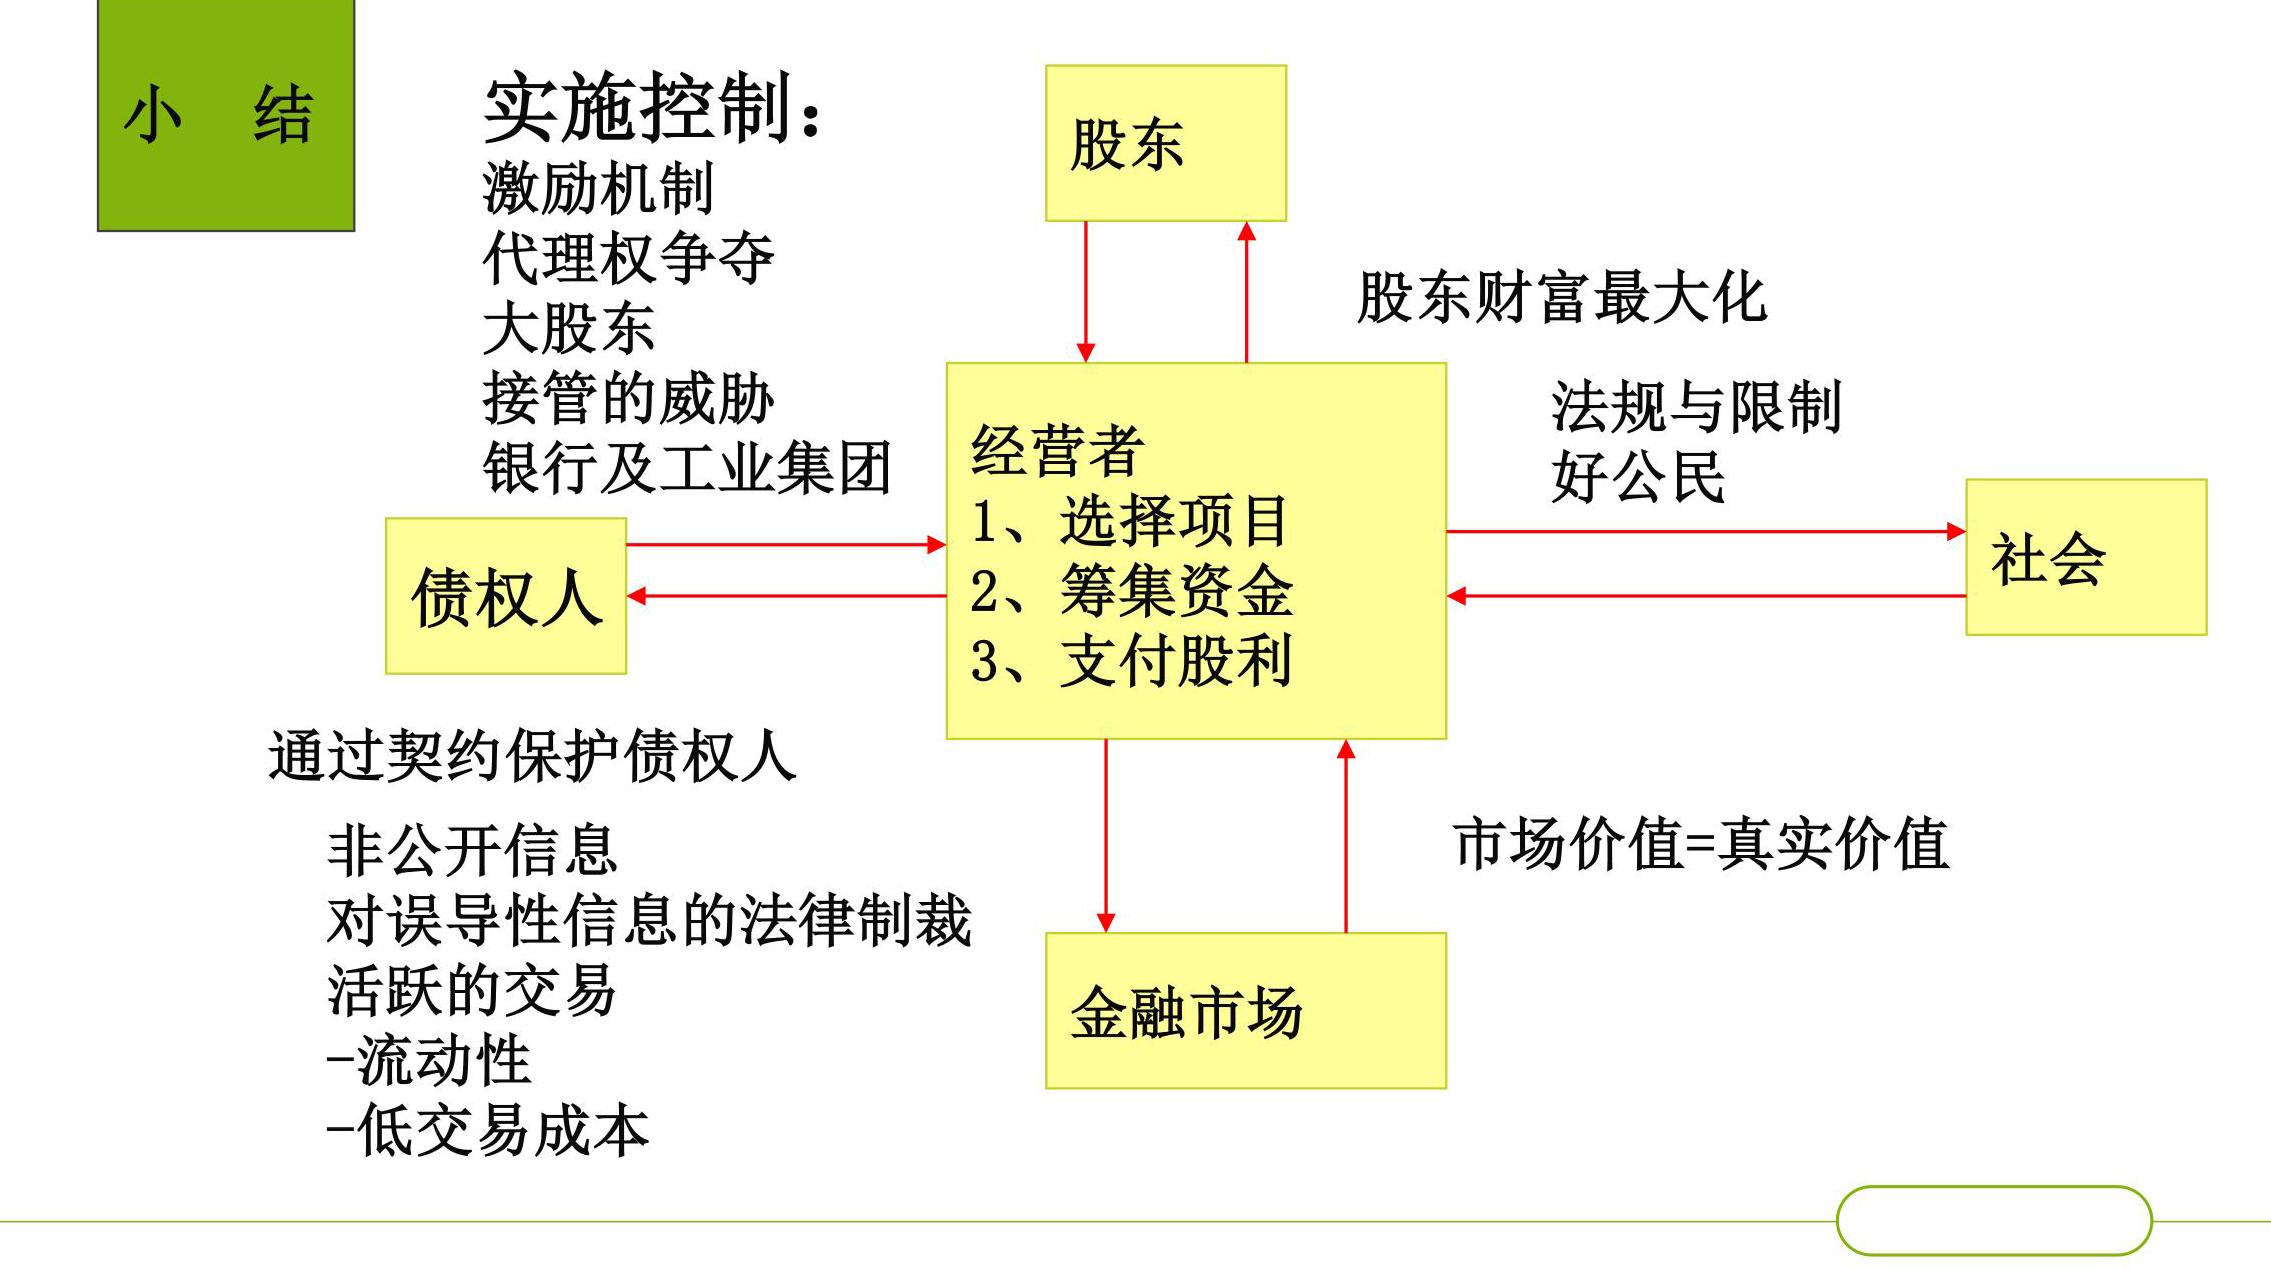 小 结
实施控制：
激励机制
代理权争夺
大股东
接管的威胁
银行及工业集团
股东
股东财富最大化
法规与限制
好公民
经营者
1、选择项目
2、筹集资金
3、支付股利
债权人
社会
通过契约保护债权人
非公开信息
对误导性信息的法律制裁
活跃的交易
-流动性
-低交易成本
市场价值=真实价值
金融市场